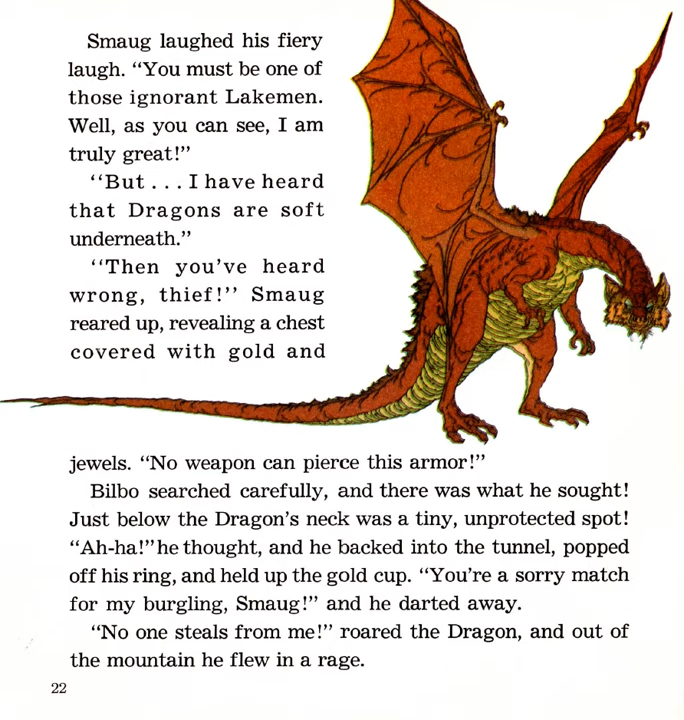 Smaug laughed his fiery
laugh. “You must be one of
those ignorant Lakemen.
Well, as you can see, I am
truly great!”
“But . . . I have heard
that Dragons are soft
underneath.”
“Then you’ve heard
wrong, thief!” Smaug
reared up, revealing a chest
covered with gold and
jewels. “No weapon can pierce this armor!”
Bilbo searched carefully, and there was what he sought!
Just below the Dragon’s neck was a tiny, unprotected spot!
“Ah-ha!” he thought, and he backed into the tunnel, popped
off his ring, and held up the gold cup. “You’re a sorry match
for my burgling, Smaug!” and he darted away.
“No one steals from me!” roared the Dragon, and out of
the mountain he flew in a rage.
22